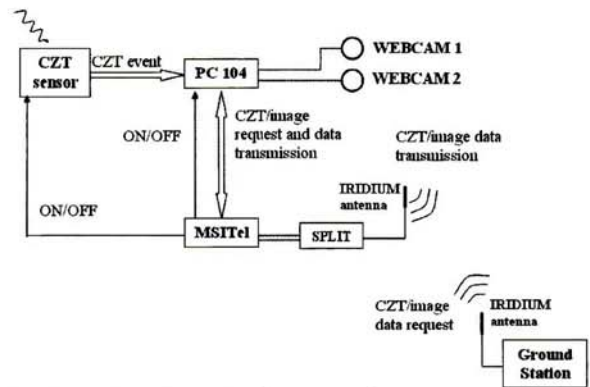 CZT
sensor
CZT event
PC 104
WEBCAM 1
WEBCAM 2
ON/OFF
CZT/image
request and data
transmission
CZT/image data
transmission
IRIDIUM
antenna
ON/OFF
MSITel
SPLIT
CZT/image
data request
IRIDIUM
antenna
Ground
Station